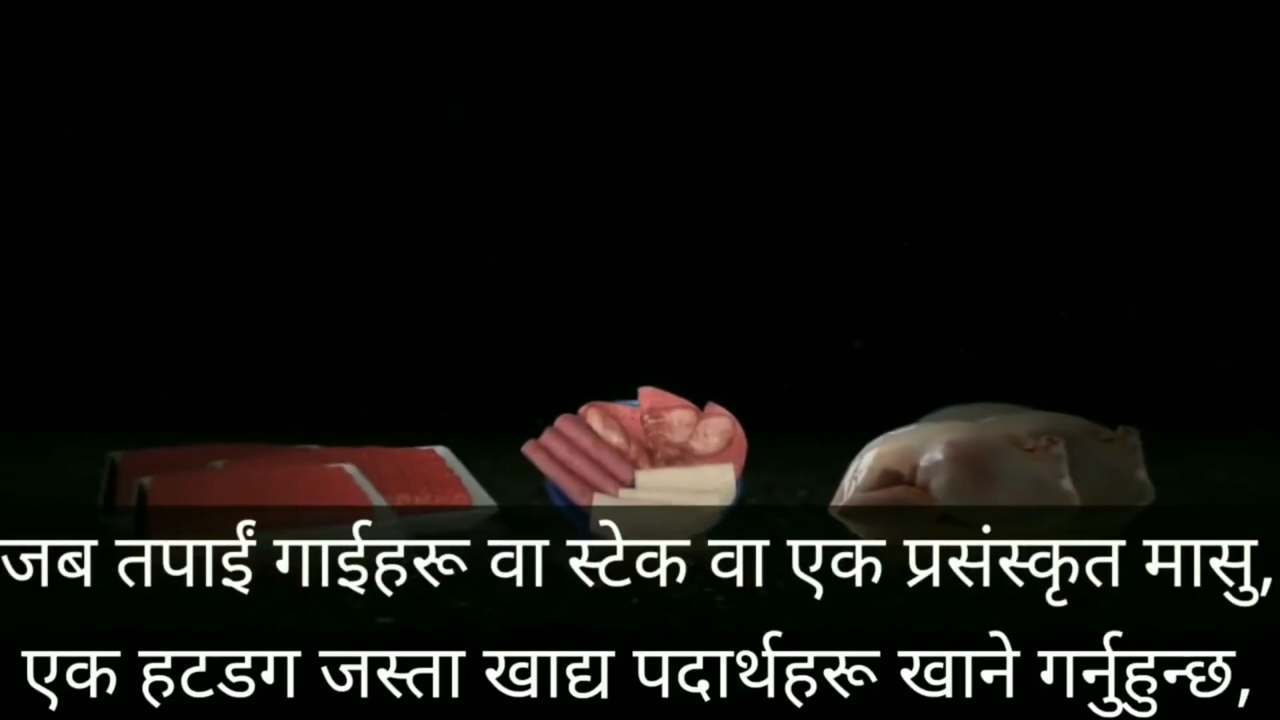 जब तपाईं गाईहरू वा स्टेक वा एक प्रसंस्कृत मासु,
एक हटडग जस्ता खाद्य पदार्थहरू खाने गर्नुहुन्छ,